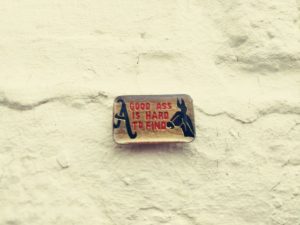 A GOOD ASS
IS HARD
TO FIND